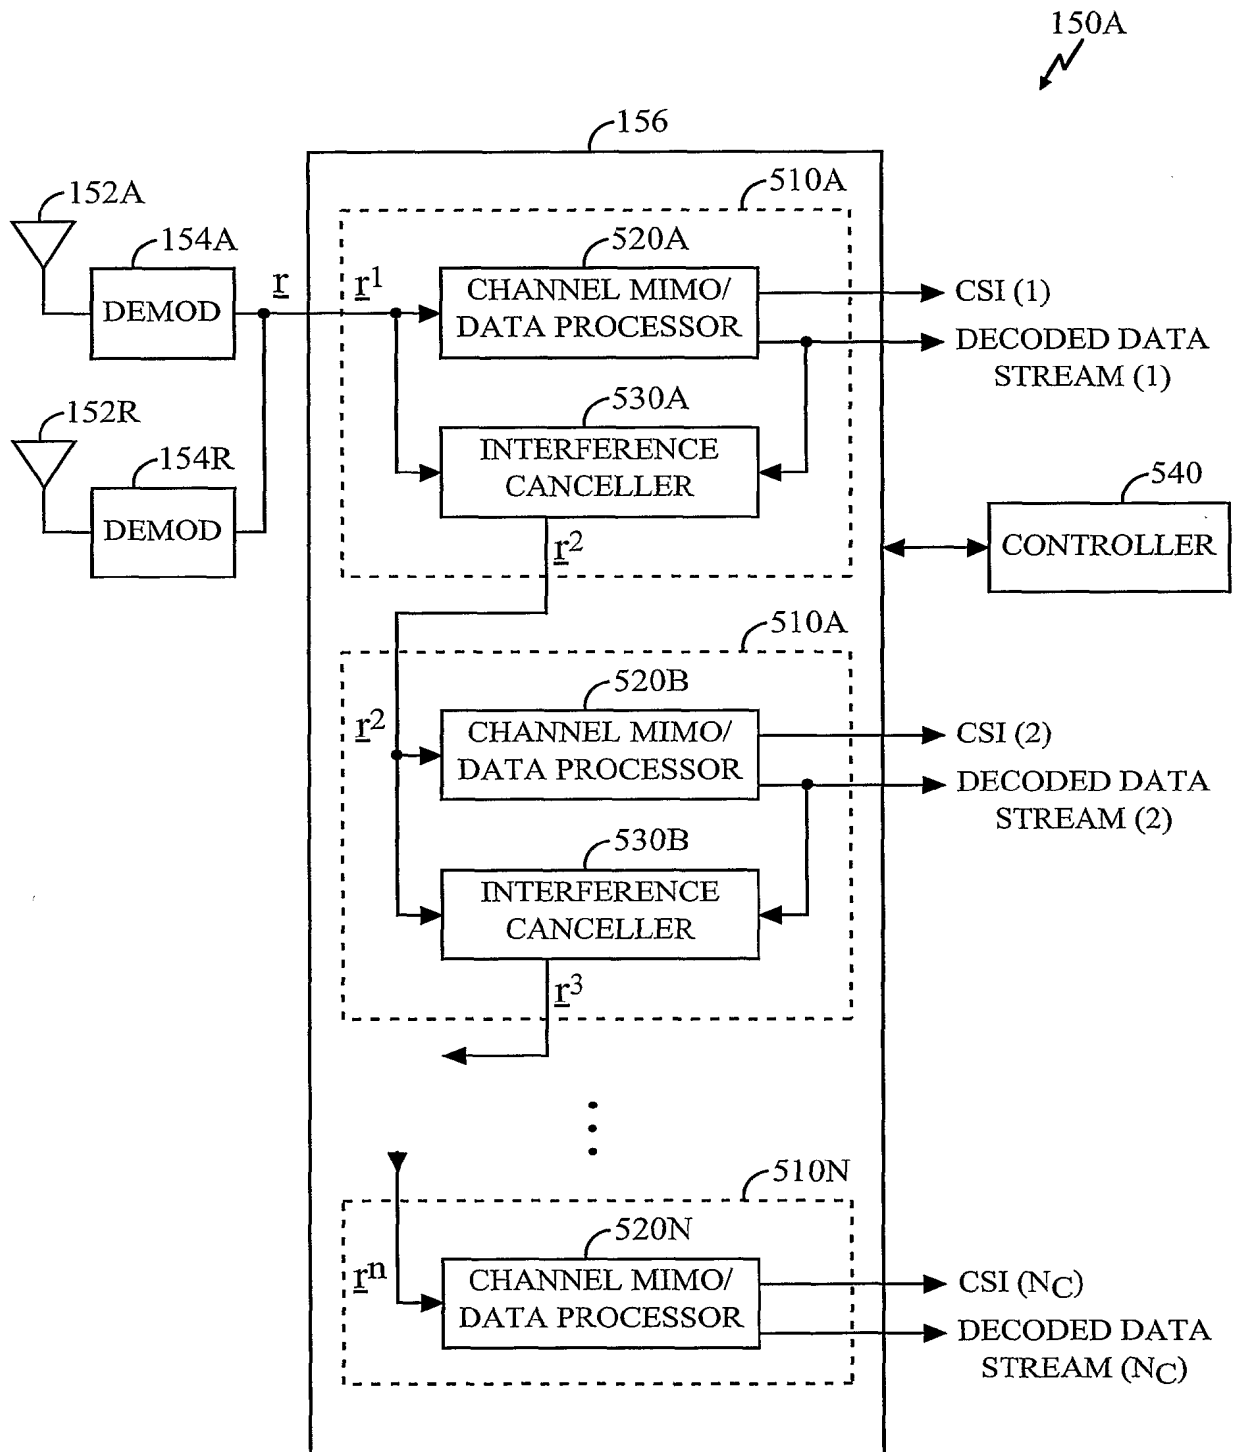 150A
156
152A
154A
DEMOD
r
152R
154R
DEMOD
510A
r1
520A
CHANNEL MIMO/
DATA PROCESSOR
CSI (1)
DECODED DATA
STREAM (1)
530A
INTERFERENCE
CANCELLER
r2
540
CONTROLLER
510A
r2
520B
CHANNEL MIMO/
DATA PROCESSOR
CSI (2)
DECODED DATA
STREAM (2)
530B
INTERFERENCE
CANCELLER
r3
510N
rn
520N
CHANNEL MIMO/
DATA PROCESSOR
CSI (NC)
DECODED DATA
STREAM (NC)